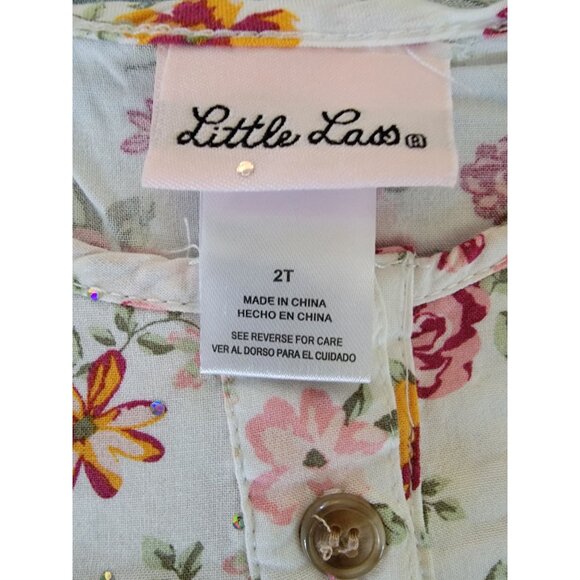 Little Lass®
2T
MADE IN CHINA
HECHO EN CHINA
SEE REVERSE FOR CARE
VER AL DORSO PARA EL CUIDADO